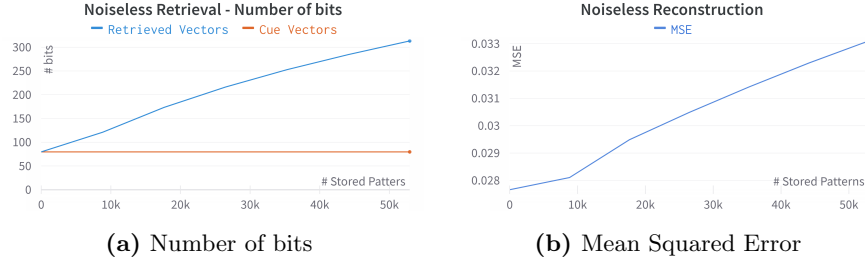 Noiseless Retrieval - Number of bits
Retrieved Vectors Cue Vectors
# bits
300
250
200
150
100
50
0
# Stored Patters
0 10k 20k 30k 40k 50k
(a) Number of bits
Noiseless Reconstruction
MSE
MSE
0.033
0.032
0.031
0.03
0.029
0.028
# Stored Patterns
0 10k 20k 30k 40k 50k
(b) Mean Squared Error